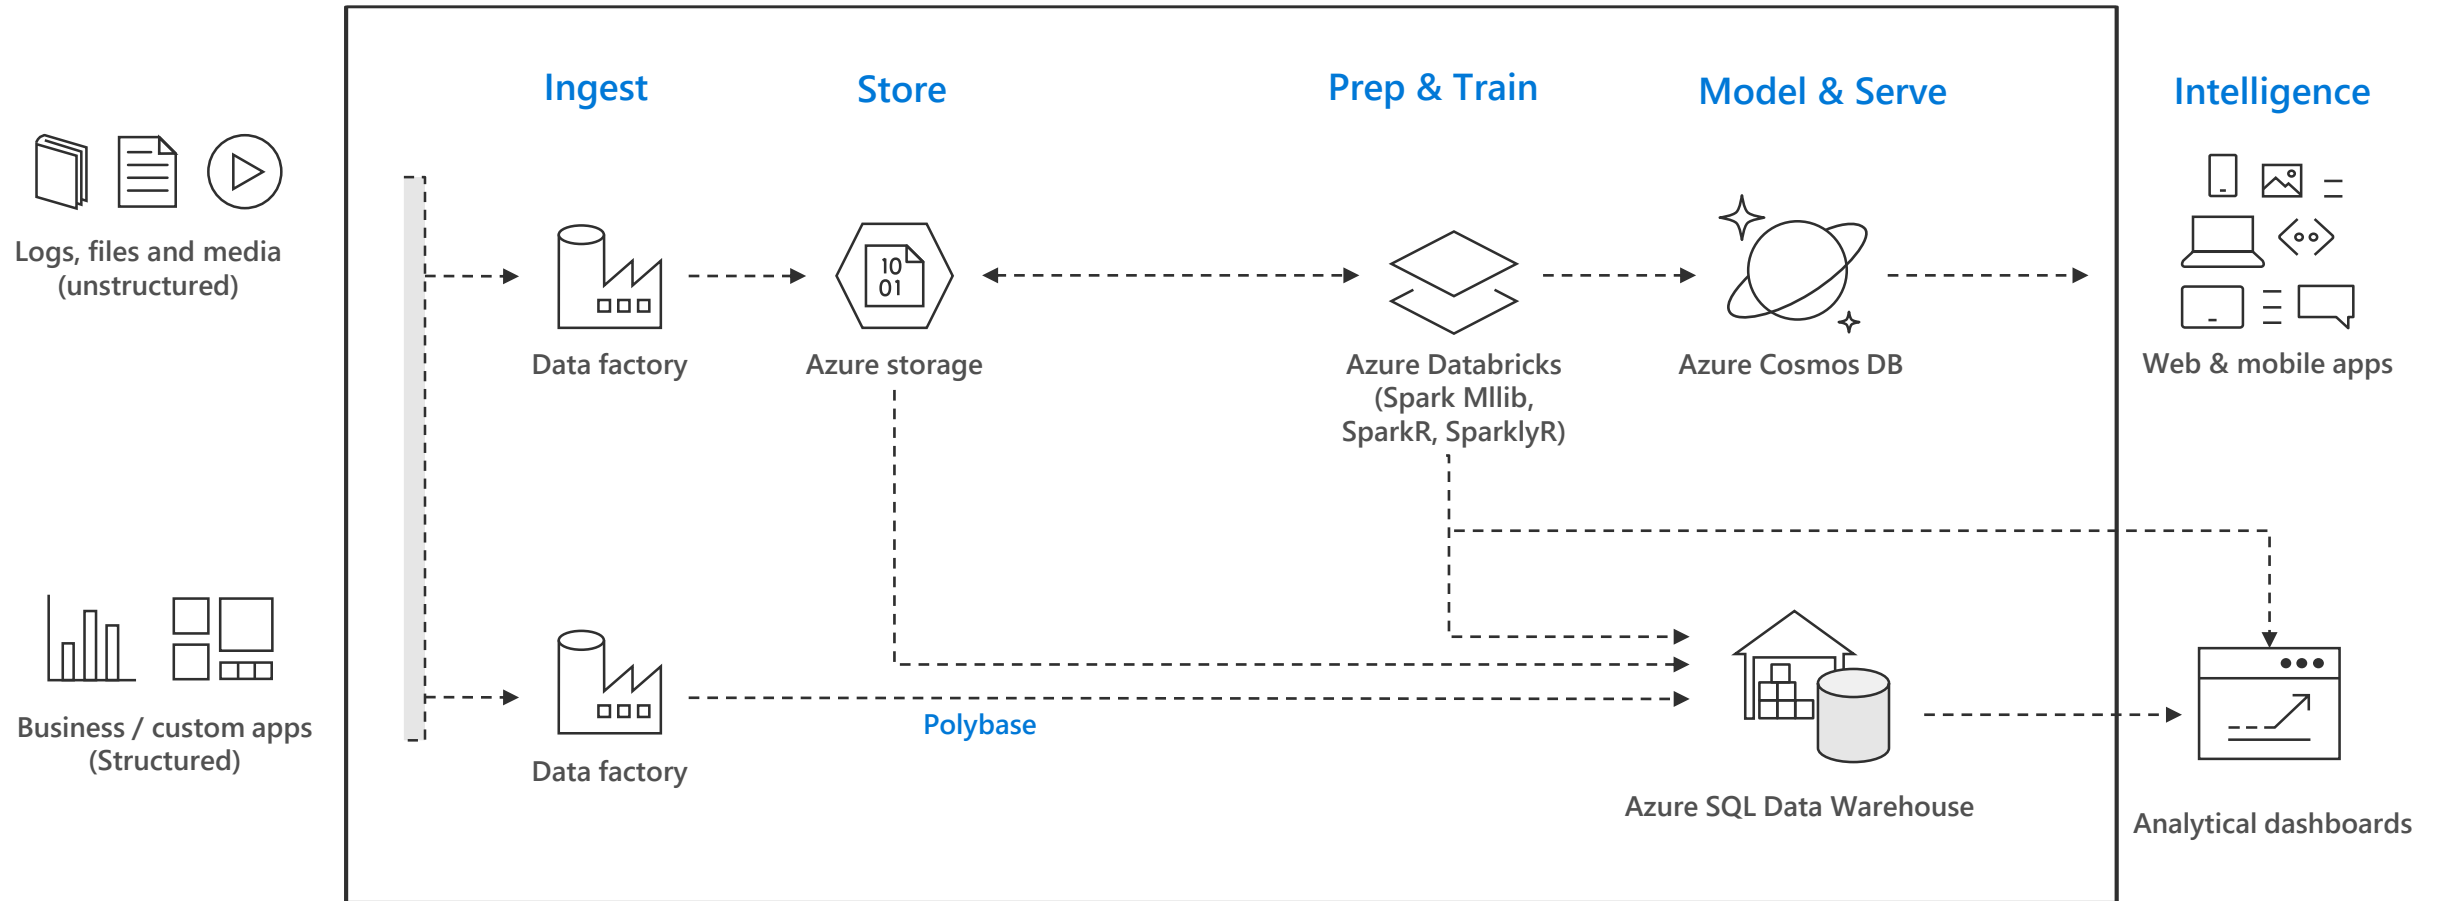 Ingest
Store
Prep & Train
Model & Serve
Intelligence
Logs, files and media
(unstructured)
10
01
Data factory
Azure storage
Azure Databricks
(Spark Mllib,
SparkR, SparklyR)
Azure Cosmos DB
Web & mobile apps
Business / custom apps
(Structured)
Data factory
Polybase
Azure SQL Data Warehouse
Analytical dashboards